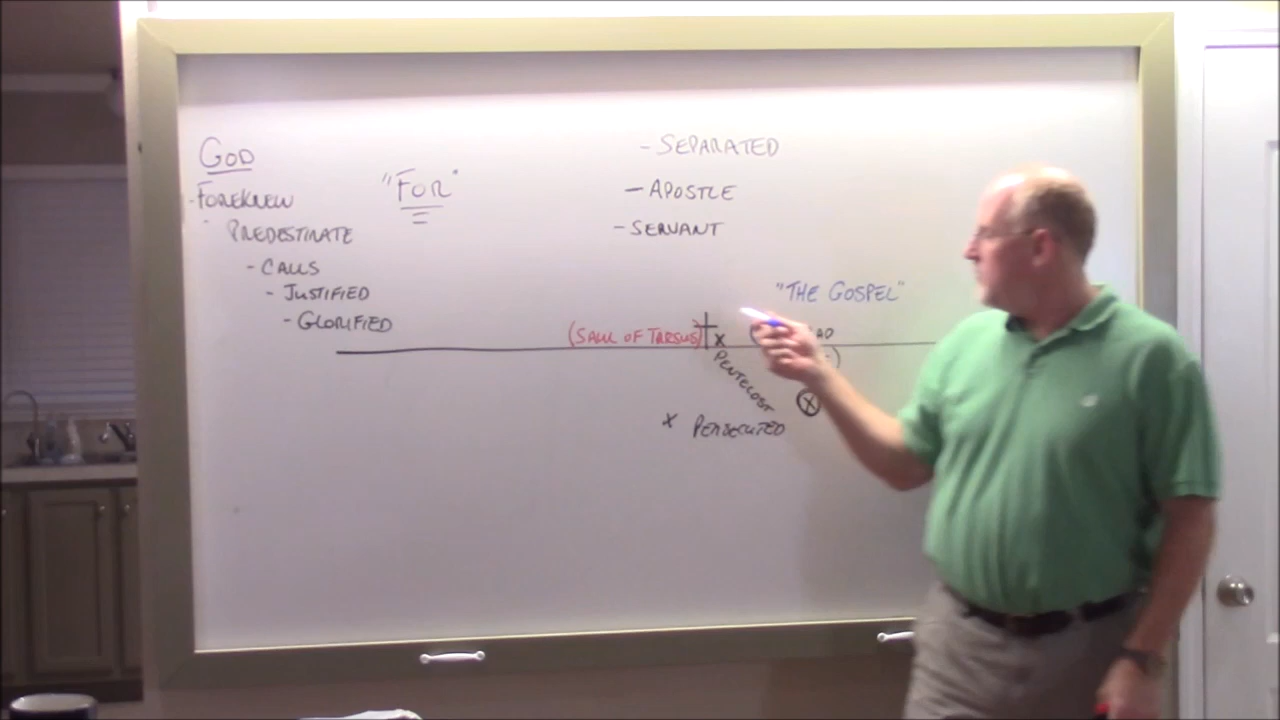 GOD
-FOREKNEW
- PREDESTINATE
- CALLS
- JUSTIFIED
- GLORIFIED
"FOR"
- SEPARATED
- APOSTLE
- SERVANT
"THE GOSPEL"
(SAUL OF TARSUS)
X
PENTECOST
X PERSECUTED
X